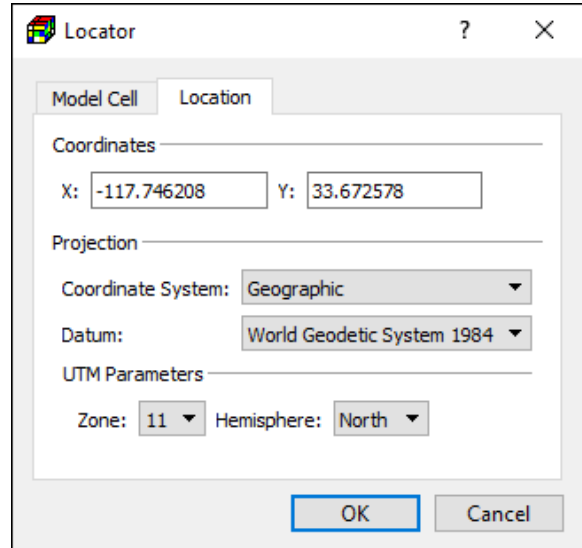 Locator ?
Model Cell Location
Coordinates
X: -117.746208 Y: 33.672578
Projection
Coordinate System: Geographic
Datum: World Geodetic System 1984
UTM Parameters
Zone: 11 Hemisphere: North
OK Cancel